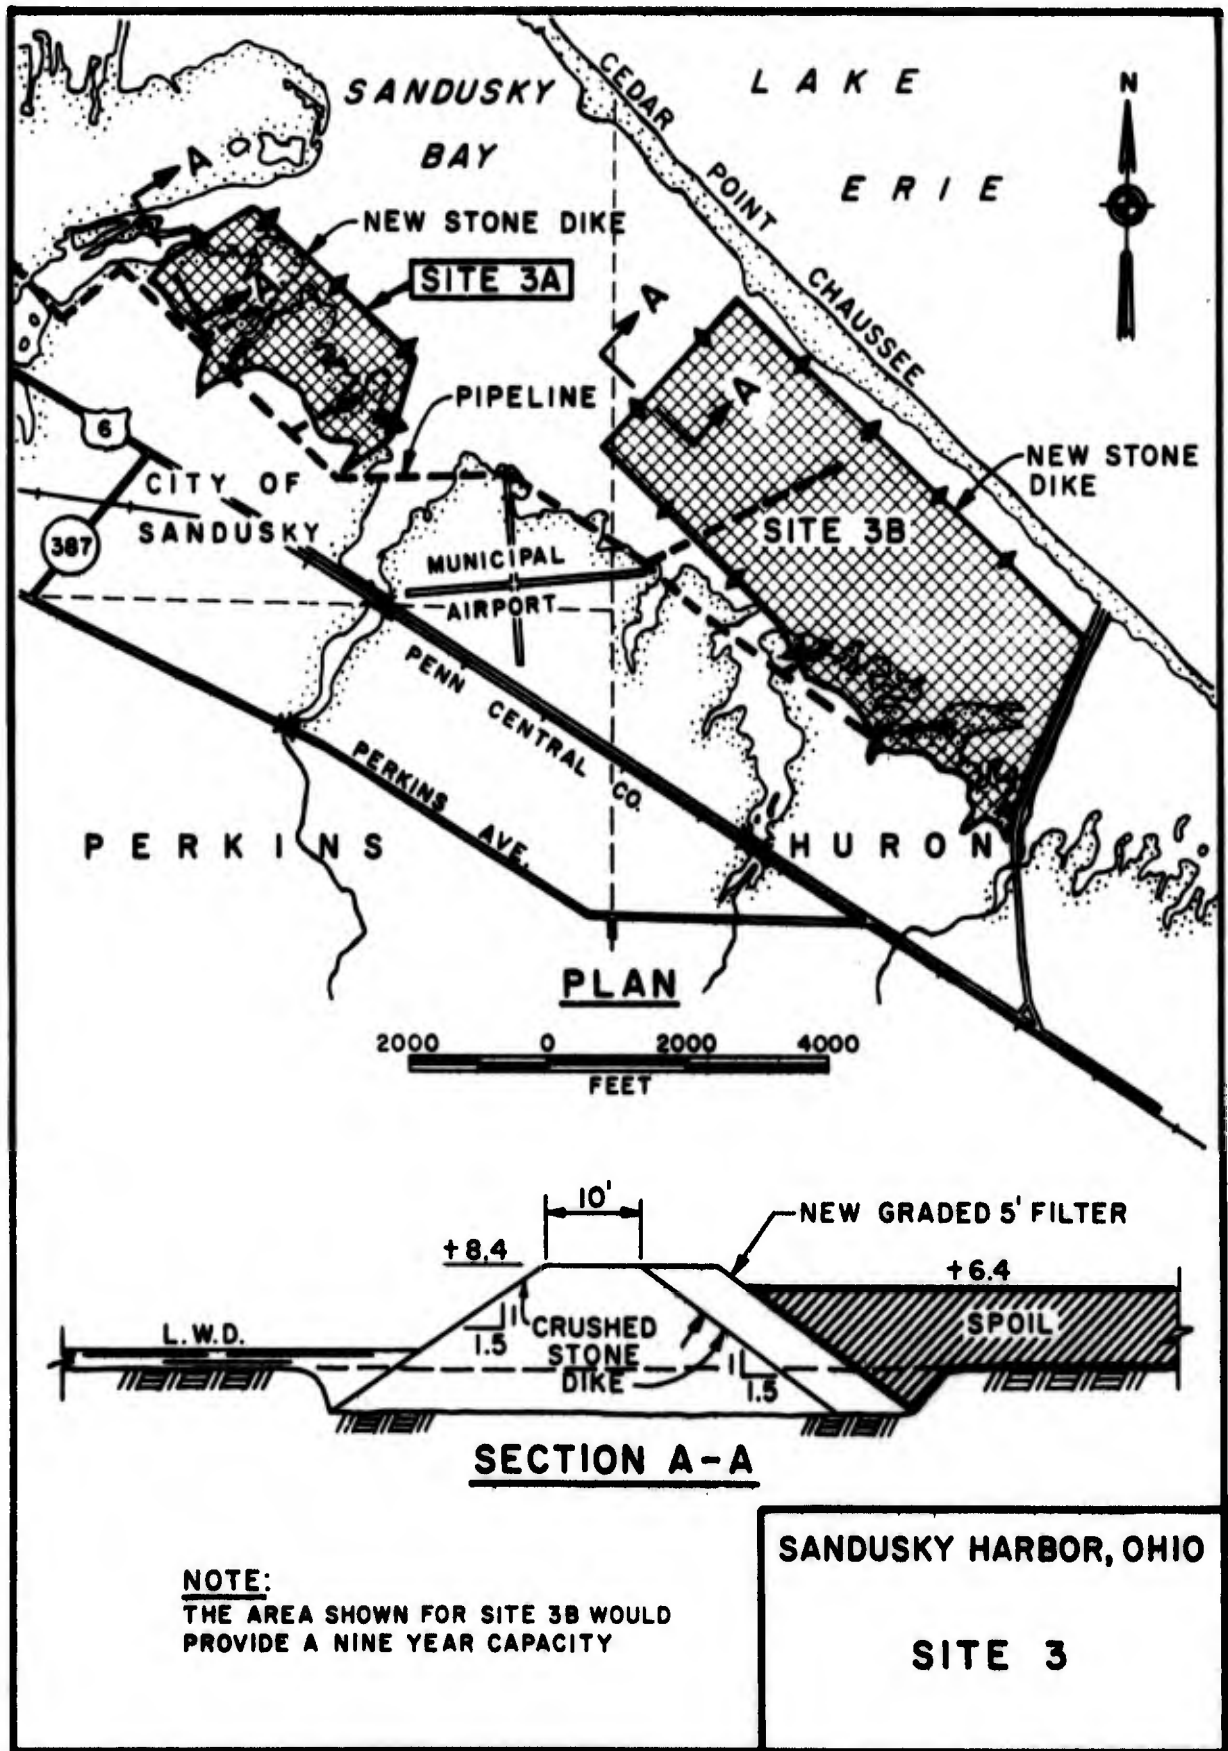 SANDUSKY
BAY
LAKE
ERIE
N
CEDAR POINT CHAUSSEE
A
NEW STONE DIKE
SITE 3A
A
A
A
PIPELINE
6
NEW STONE
DIKE
CITY OF
SANDUSKY
387
SITE 3B
MUNICIPAL
AIRPORT
PENN CENTRAL CO.
PERKINS AVE.
PERKINS
HURON
PLAN
2000 0 2000 4000
FEET
10'
NEW GRADED 5' FILTER
+8.4
+6.4
L.W.D.
1
1.5
CRUSHED
STONE
DIKE
1
1.5
SPOIL
SECTION A-A
NOTE:
THE AREA SHOWN FOR SITE 3B WOULD
PROVIDE A NINE YEAR CAPACITY
SANDUSKY HARBOR, OHIO
SITE 3